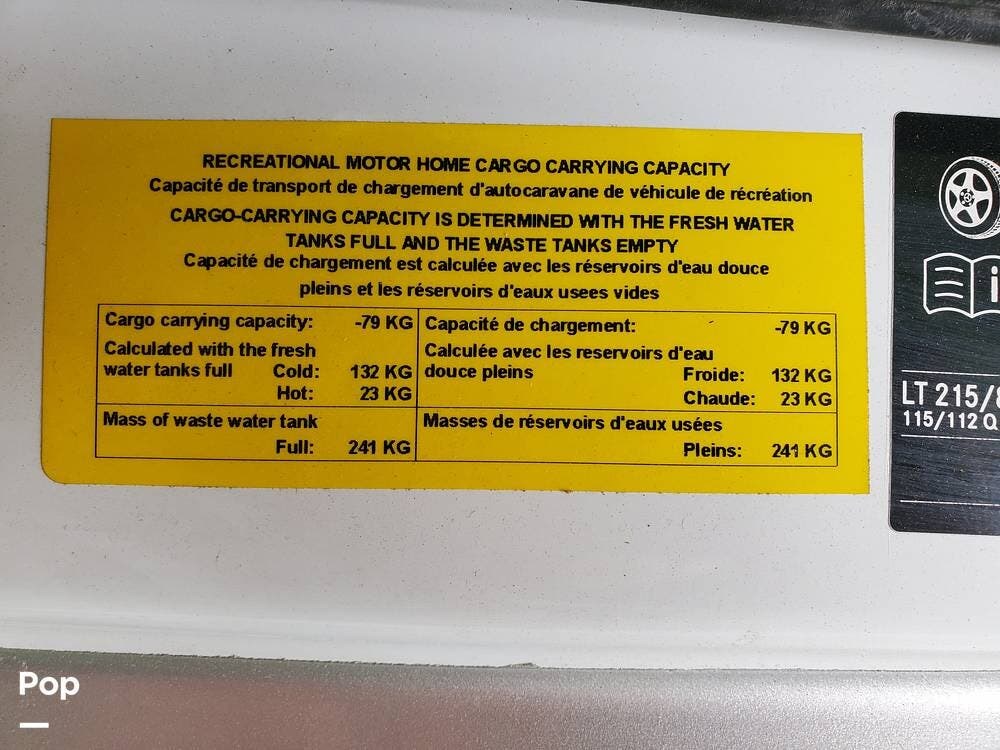 RECREATIONAL MOTOR HOME CARGO CARRYING CAPACITY
Capacité de transport de chargement d'autocaravane de véhicule de récréation
CARGO-CARRYING CAPACITY IS DETERMINED WITH THE FRESH WATER
TANKS FULL AND THE WASTE TANKS EMPTY
Capacité de chargement est calculée avec les réservoirs d'eau douce
pleins et les réservoirs d'eaux usees vides
Cargo carrying capacity: -79 KG
Calculated with the fresh
water tanks full Cold: 132 KG
Hot: 23 KG
Mass of waste water tank
Full: 241 KG
Capacité de chargement: -79 KG
Calculée avec les reservoirs d'eau
douce pleins Froide: 132 KG
Chaude: 23 KG
Masses de réservoirs d'eaux usées
Pleins: 241 KG
LT 215/8
115/112 Q
Pop